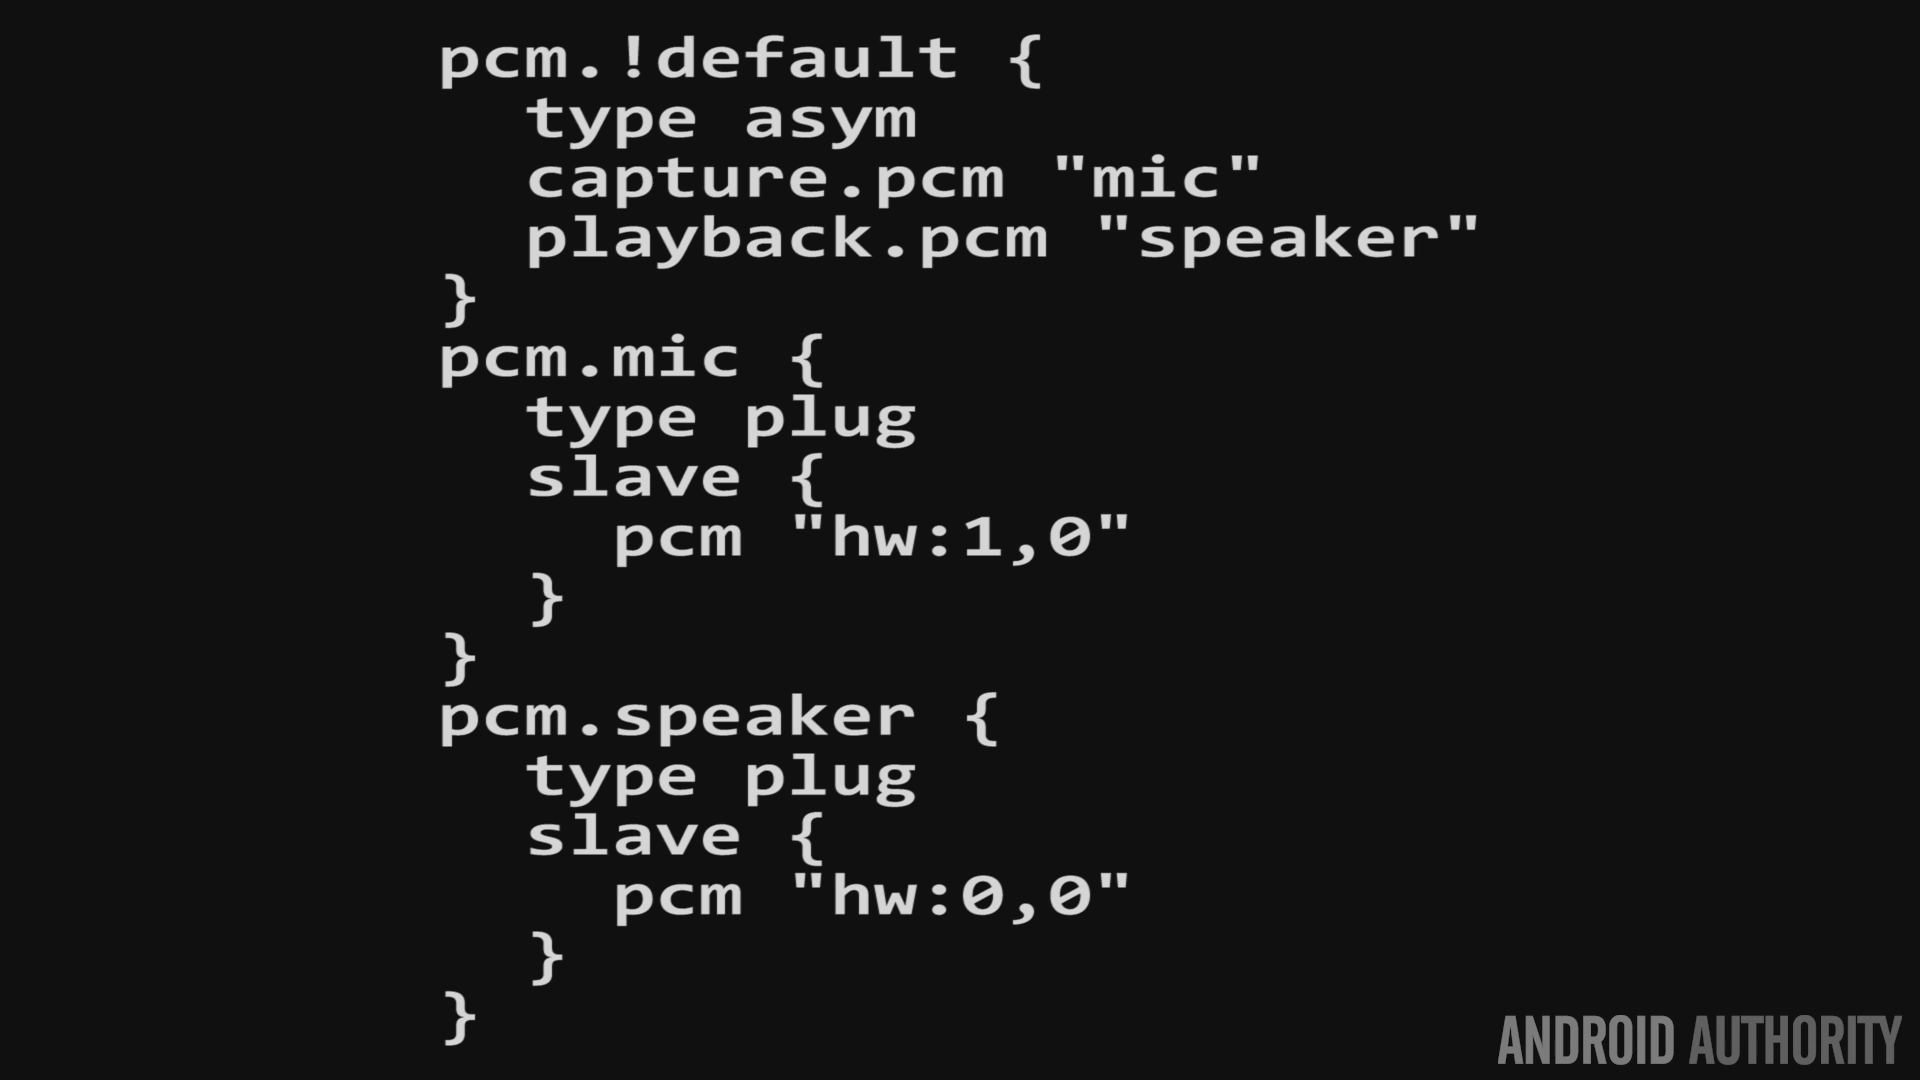 pcm.!default {
   type asym
   capture.pcm "mic"
   playback.pcm "speaker"
}
pcm.mic {
   type plug
   slave {
      pcm "hw:1,0"
   }
}
pcm.speaker {
   type plug
   slave {
      pcm "hw:0,0"
   }
}
ANDROID AUTHORITY